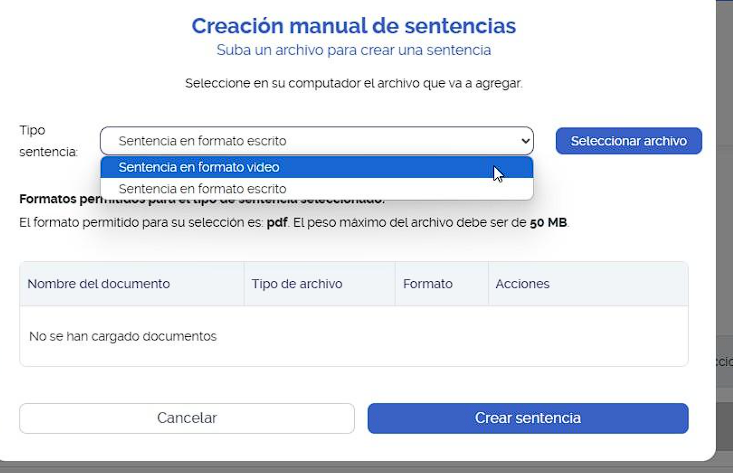 Creación manual de sentencias
Suba un archivo para crear una sentencia
Seleccione en su computador el archivo que va a agregar.
Tipo
sentencia:
Sentencia en formato escrito
Seleccionar archivo
Sentencia en formato video
Sentencia en formato escrito
Formatos permitidos para el tipo de sentencia seleccionado:
El formato permitido para su selección es: pdf. El peso máximo del archivo debe ser de 50 MB.
Nombre del documento Tipo de archivo Formato Acciones
No se han cargado documentos
Cancelar Crear sentencia